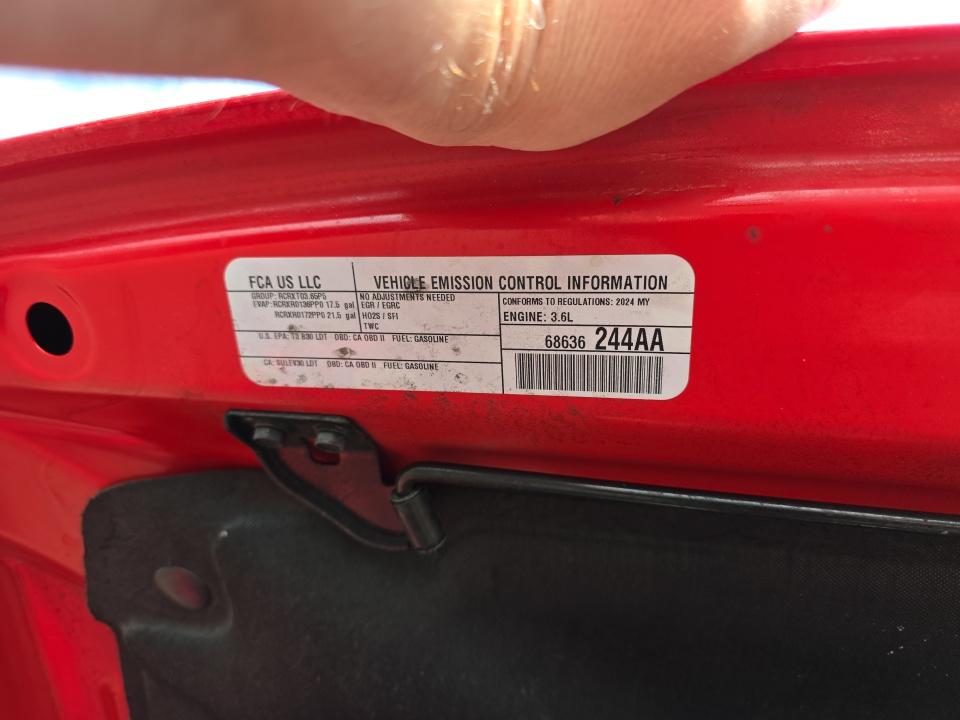 FCA US LLC
VEHICLE EMISSION CONTROL INFORMATION
GROUP: RCRXT03.65P5
EVAP: RCRXR0136PP0 17.5 gal
RCRXR0172PP0 21.5 gal
NO ADJUSTMENTS NEEDED
EGR / EGRC
HO2S / SFI
TWC
CONFORMS TO REGULATIONS: 2024 MY
ENGINE: 3.6L
U.S. EPA: T3 B30 LDT OBD: CA OBD II FUEL: GASOLINE
CA: SULEV30 LDT OBD: CA OBD II FUEL: GASOLINE
68636 244AA